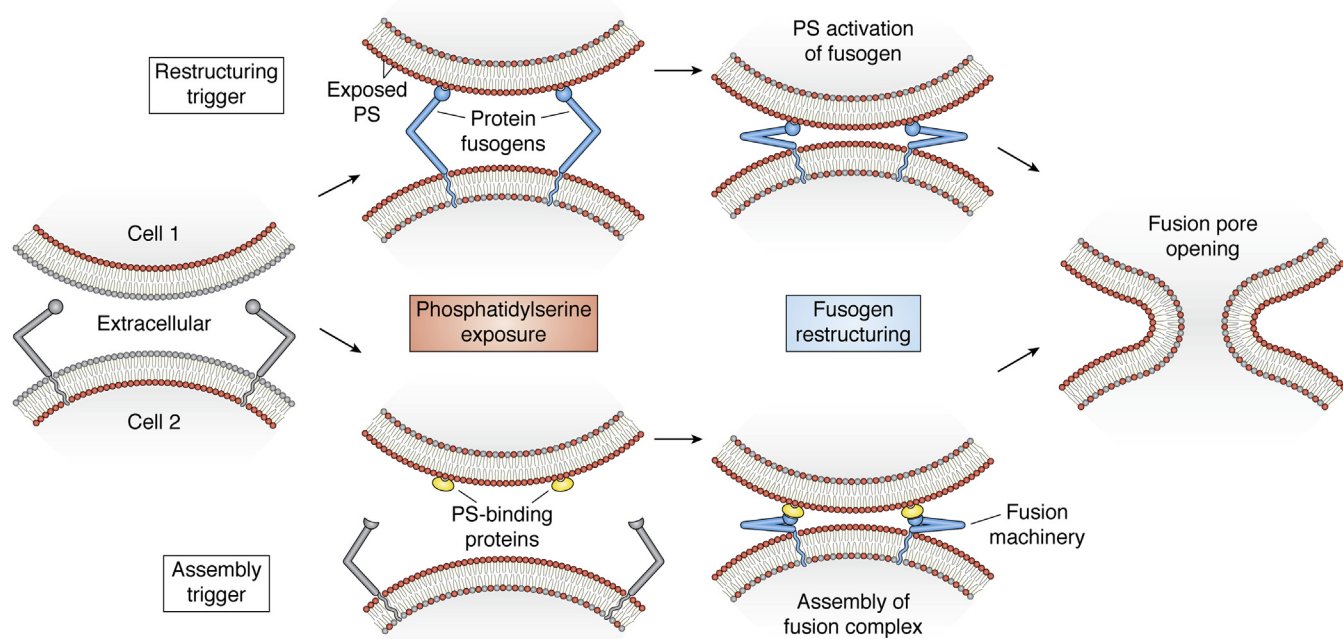 Restructuring
trigger
Exposed
PS
Protein
fusogens
PS activation
of fusogen
Cell 1
Extracellular
Cell 2
Phosphatidylserine
exposure
Fusogen
restructuring
Fusion pore
opening
Assembly
trigger
PS-binding
proteins
Fusion
machinery
Assembly of
fusion complex